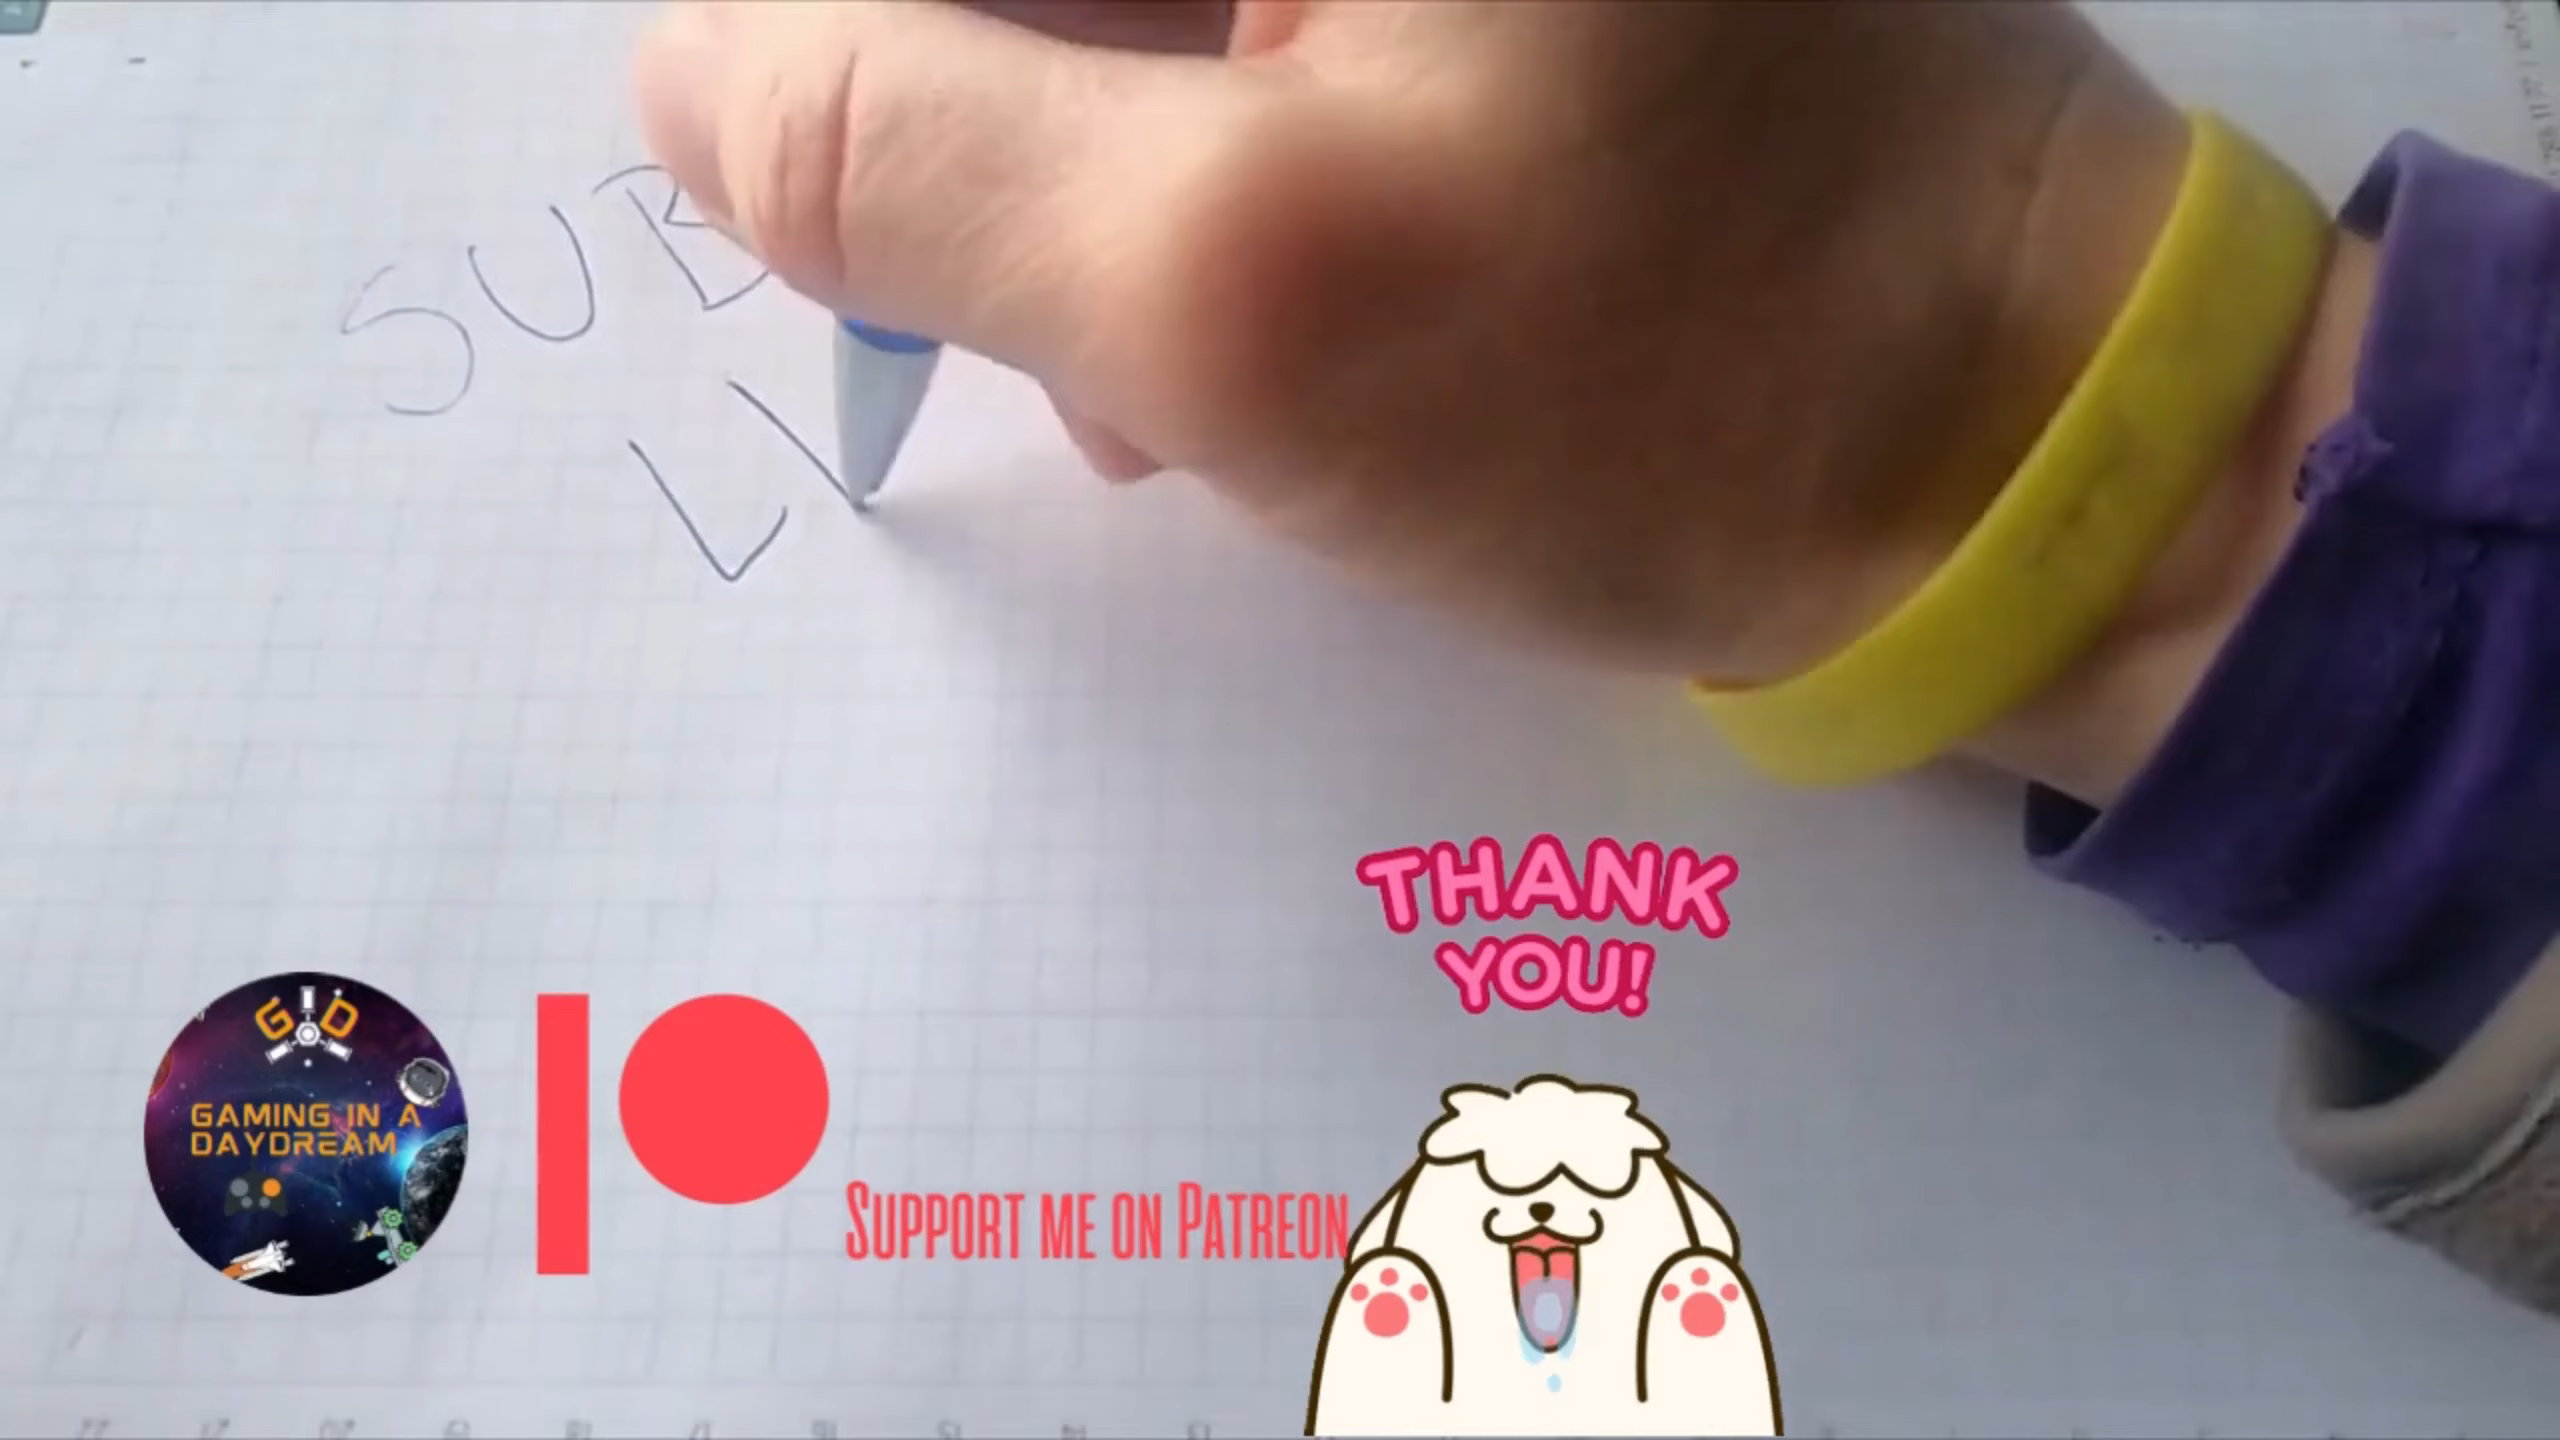 SUB
LI
THANK
YOU!
G D
GAMING IN A
DAYDREAM
SUPPORT ME ON PATREON